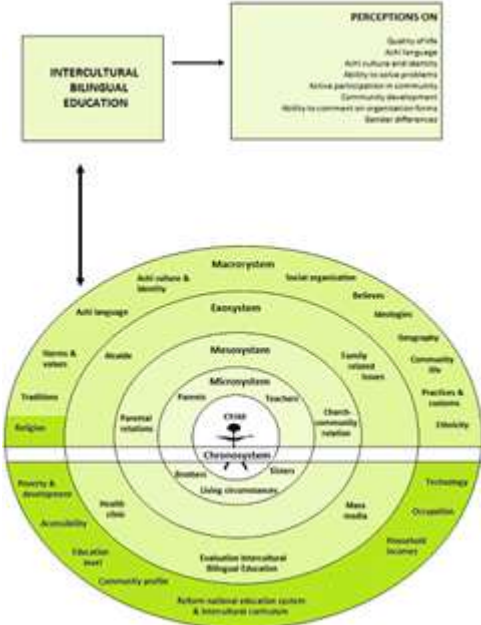 PERCEPTIONS ON
Quality of life
Achi language
Achi culture and identity
Ability to solve problems
Active participation in community
Community development
Ability to comment on organization forms
Gender differences
INTERCULTURAL
BILINGUAL
EDUCATION
Macrosystem
Achi culture &
Identity
Social organization
Believes
Achi language
Exosystem
Ideologies
Geography
Norms &
values
Alcalde
Mesosystem
Family
related
issues
Community
life
Microsystem
Traditions
Parents
Teachers
Practices &
customs
Religion
Parental
relations
Child
Church-
community
relation
Ethnicity
Chronosystem
Poverty &
development
Brothers
Sisters
Technology
Living circumstances
Accessibility
Health
clinic
Mass
media
Occupation
Education
level
Household
incomes
Evaluation Intercultural
Bilingual Education
Community profile
Reform national education system
& Intercultural curriculum